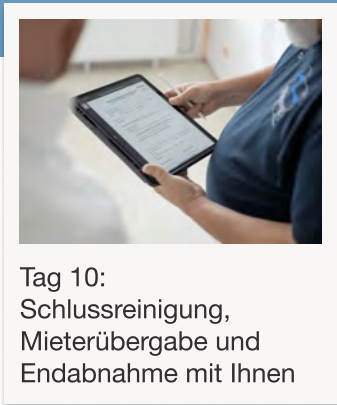 Tag 10:
Schlussreinigung,
Mieterübergabe und
Endabnahme mit Ihnen